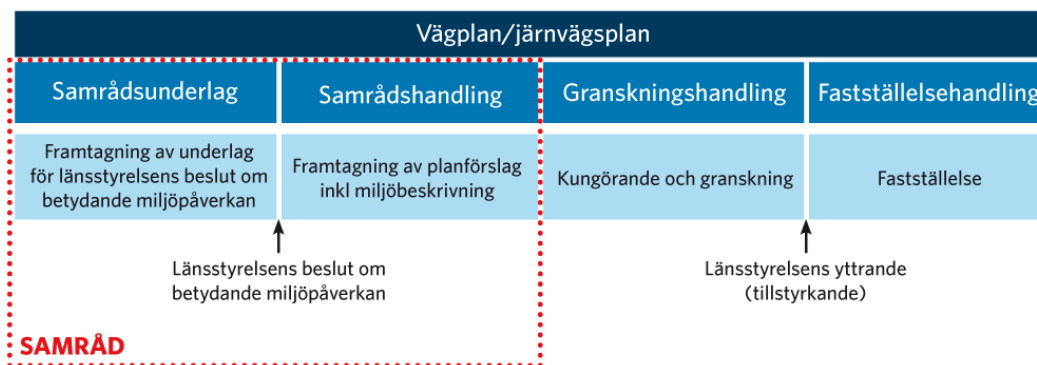 Vägplan/järnvägsplan
Samrådsunderlag
Samrådshandling
Granskningshandling
Fastställelsehandling
Framtagning av underlag
för länsstyrelsens beslut om
betydande miljöpåverkan
Framtagning av planförslag
inkl miljöbeskrivning
Kungörande och granskning
Fastställelse
Länsstyrelsens beslut om
betydande miljöpåverkan
Länsstyrelsens yttrande
(tillstyrkande)
SAMRÅD